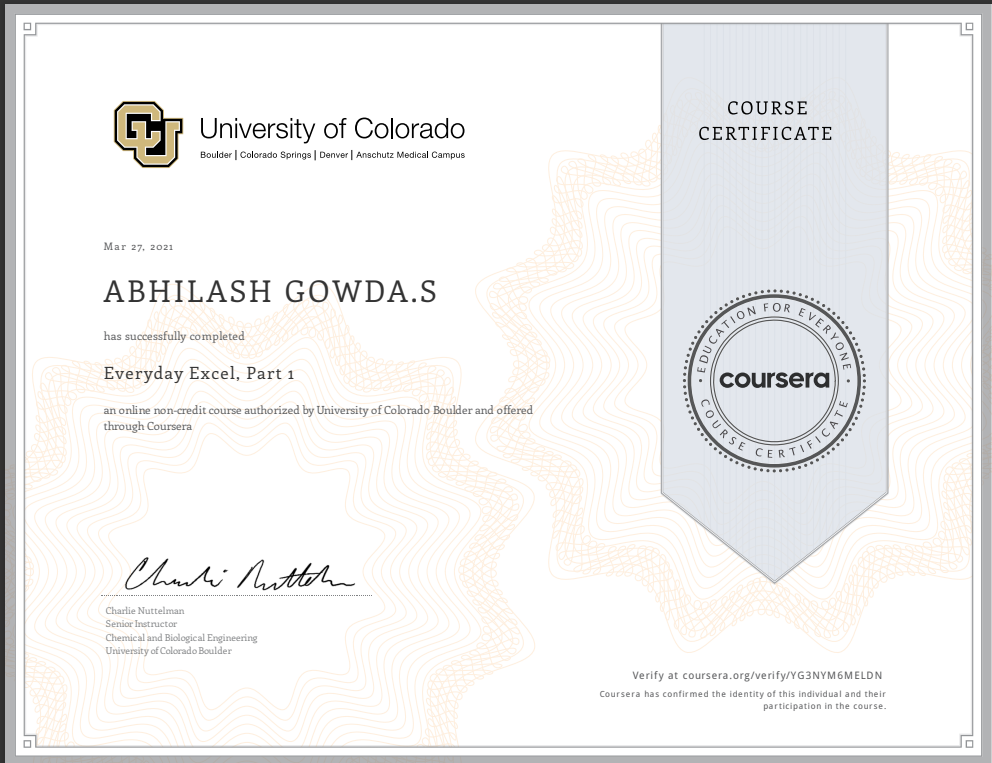 University of Colorado
Boulder | Colorado Springs | Denver | Anschutz Medical Campus
COURSE
CERTIFICATE
Mar 27, 2021
ABHILASH GOWDA.S
has successfully completed
Everyday Excel, Part 1
an online non-credit course authorized by University of Colorado Boulder and offered
through Coursera
EDUCATION FOR EVERYONE
coursera
COURSE CERTIFICATE
Charlie Nuttelman
Charlie Nuttelman
Senior Instructor
Chemical and Biological Engineering
University of Colorado Boulder
Verify at coursera.org/verify/YG3NYM6MELDN
Coursera has confirmed the identity of this individual and their
participation in the course.